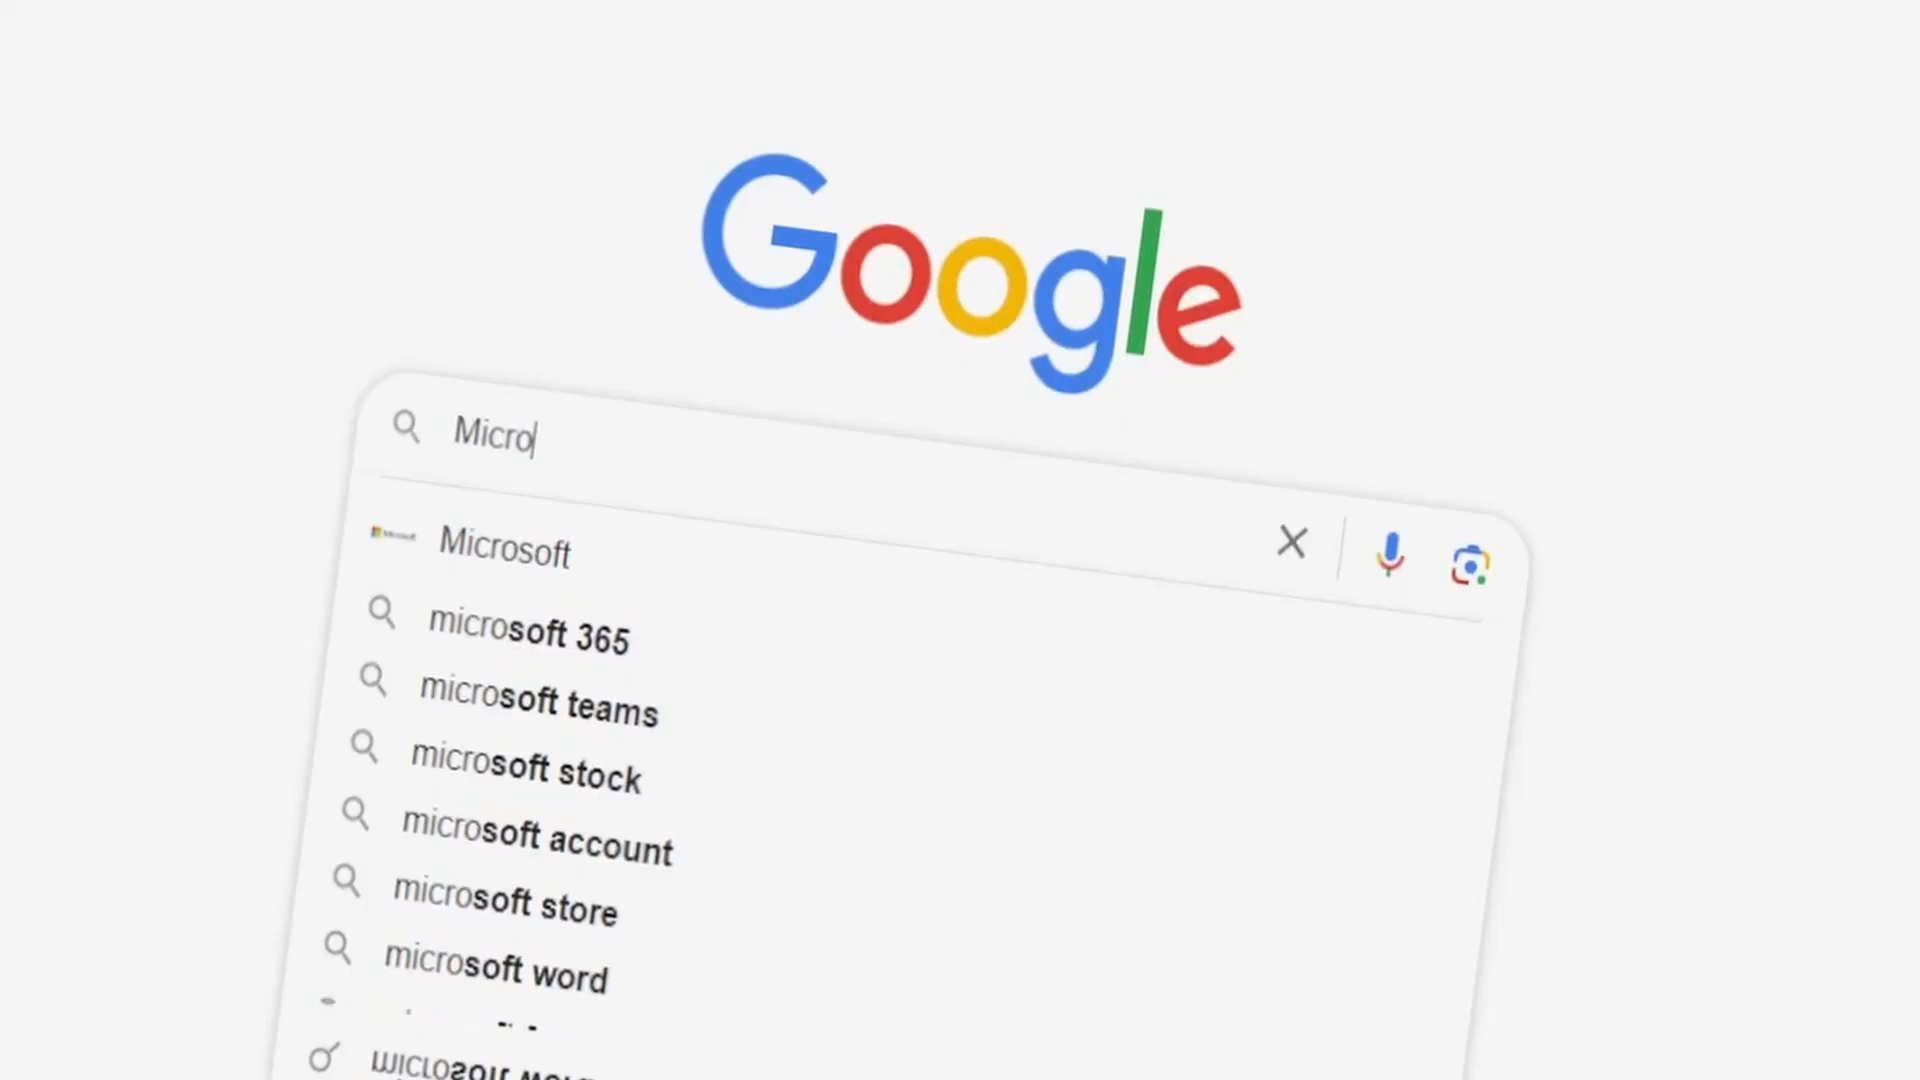 Google
Micro
Microsoft
microsoft 365
microsoft teams
microsoft stock
microsoft account
microsoft store
microsoft word